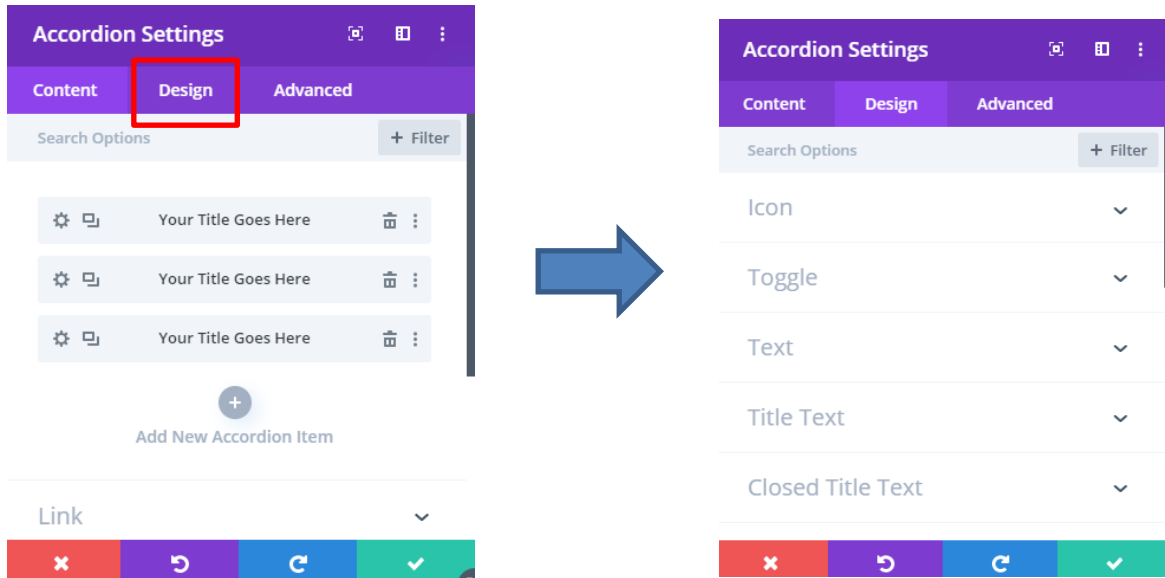 Accordion Settings
Content Design Advanced
Search Options + Filter
Your Title Goes Here
Your Title Goes Here
Your Title Goes Here
Add New Accordion Item
Link
Accordion Settings
Content Design Advanced
Search Options + Filter
Icon
Toggle
Text
Title Text
Closed Title Text